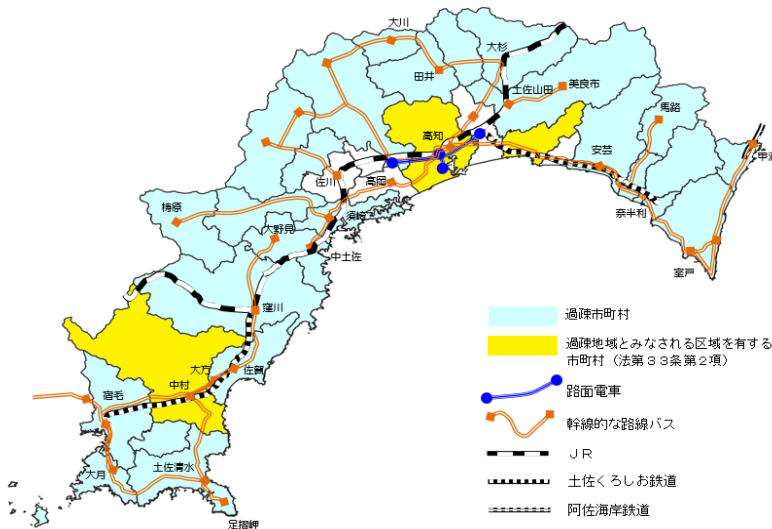 大川
大杉
田井
土佐山田
美良布
馬路
高知
安芸
甲浦
佐川
高岡
梼原
須崎
奈半利
大野見
中土佐
室戸
窪川
過疎市町村
過疎地域とみなされる区域を有する
市町村（法第３３条第２項）
大方
佐賀
中村
路面電車
宿毛
幹線的な路線バス
ＪＲ
大月
土佐清水
土佐くろしお鉄道
阿佐海岸鉄道
足摺岬